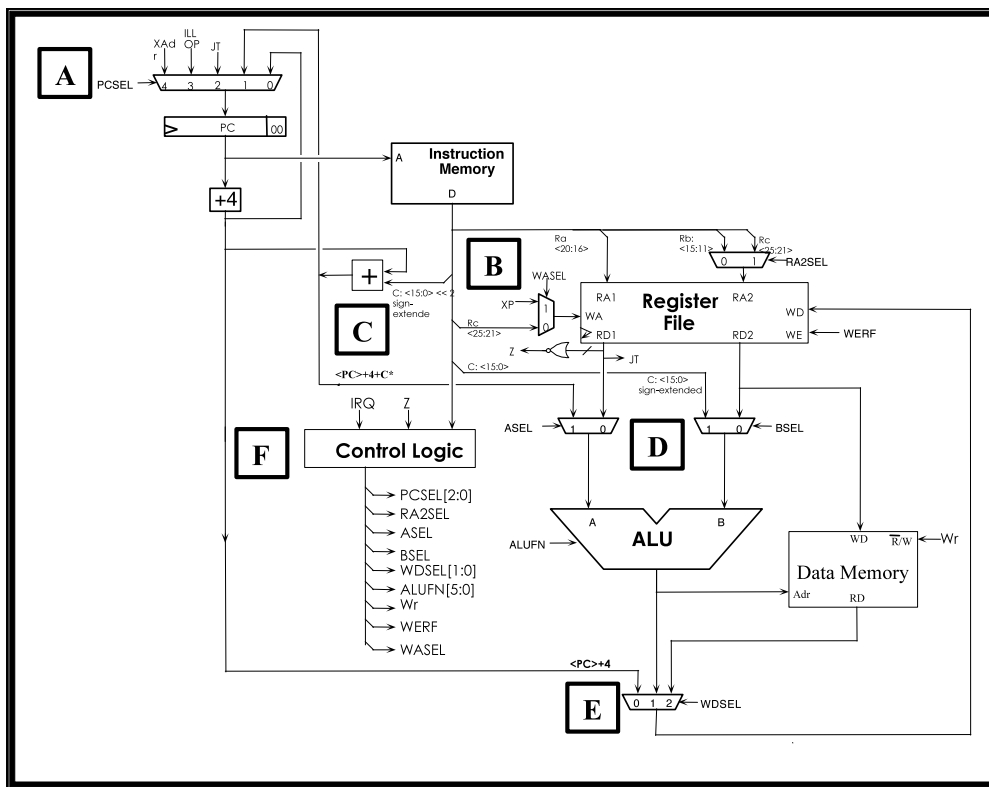 XAd
r
ILL
OP
JT
A
PCSEL
4 3 2 1 0
PC
00
A
Instruction
Memory
D
+4
B
Ra
<20:16>
Rb:
<15:11>
Rc
<25:21>
0 1
RA2SEL
+
C: <15:0> << 2
sign-
extende
WASEL
XP
1
0
RA1
Register
File
RA2
WA
WD
C
Rc
<25:21>
RD1
RD2
WE
WERF
Z
JT
C: <15:0>
<PC>+4+C*
C: <15:0>
sign-extended
IRQ
Z
ASEL
1 0
1 0
BSEL
F
Control Logic
D
PCSEL[2:0]
RA2SEL
ASEL
BSEL
WDSEL[1:0]
ALUFN[5:0]
Wr
WERF
WASEL
A
B
ALUFN
ALU
WD
R/W
Wr
Data Memory
Adr
RD
<PC>+4
E
0 1 2
WDSEL